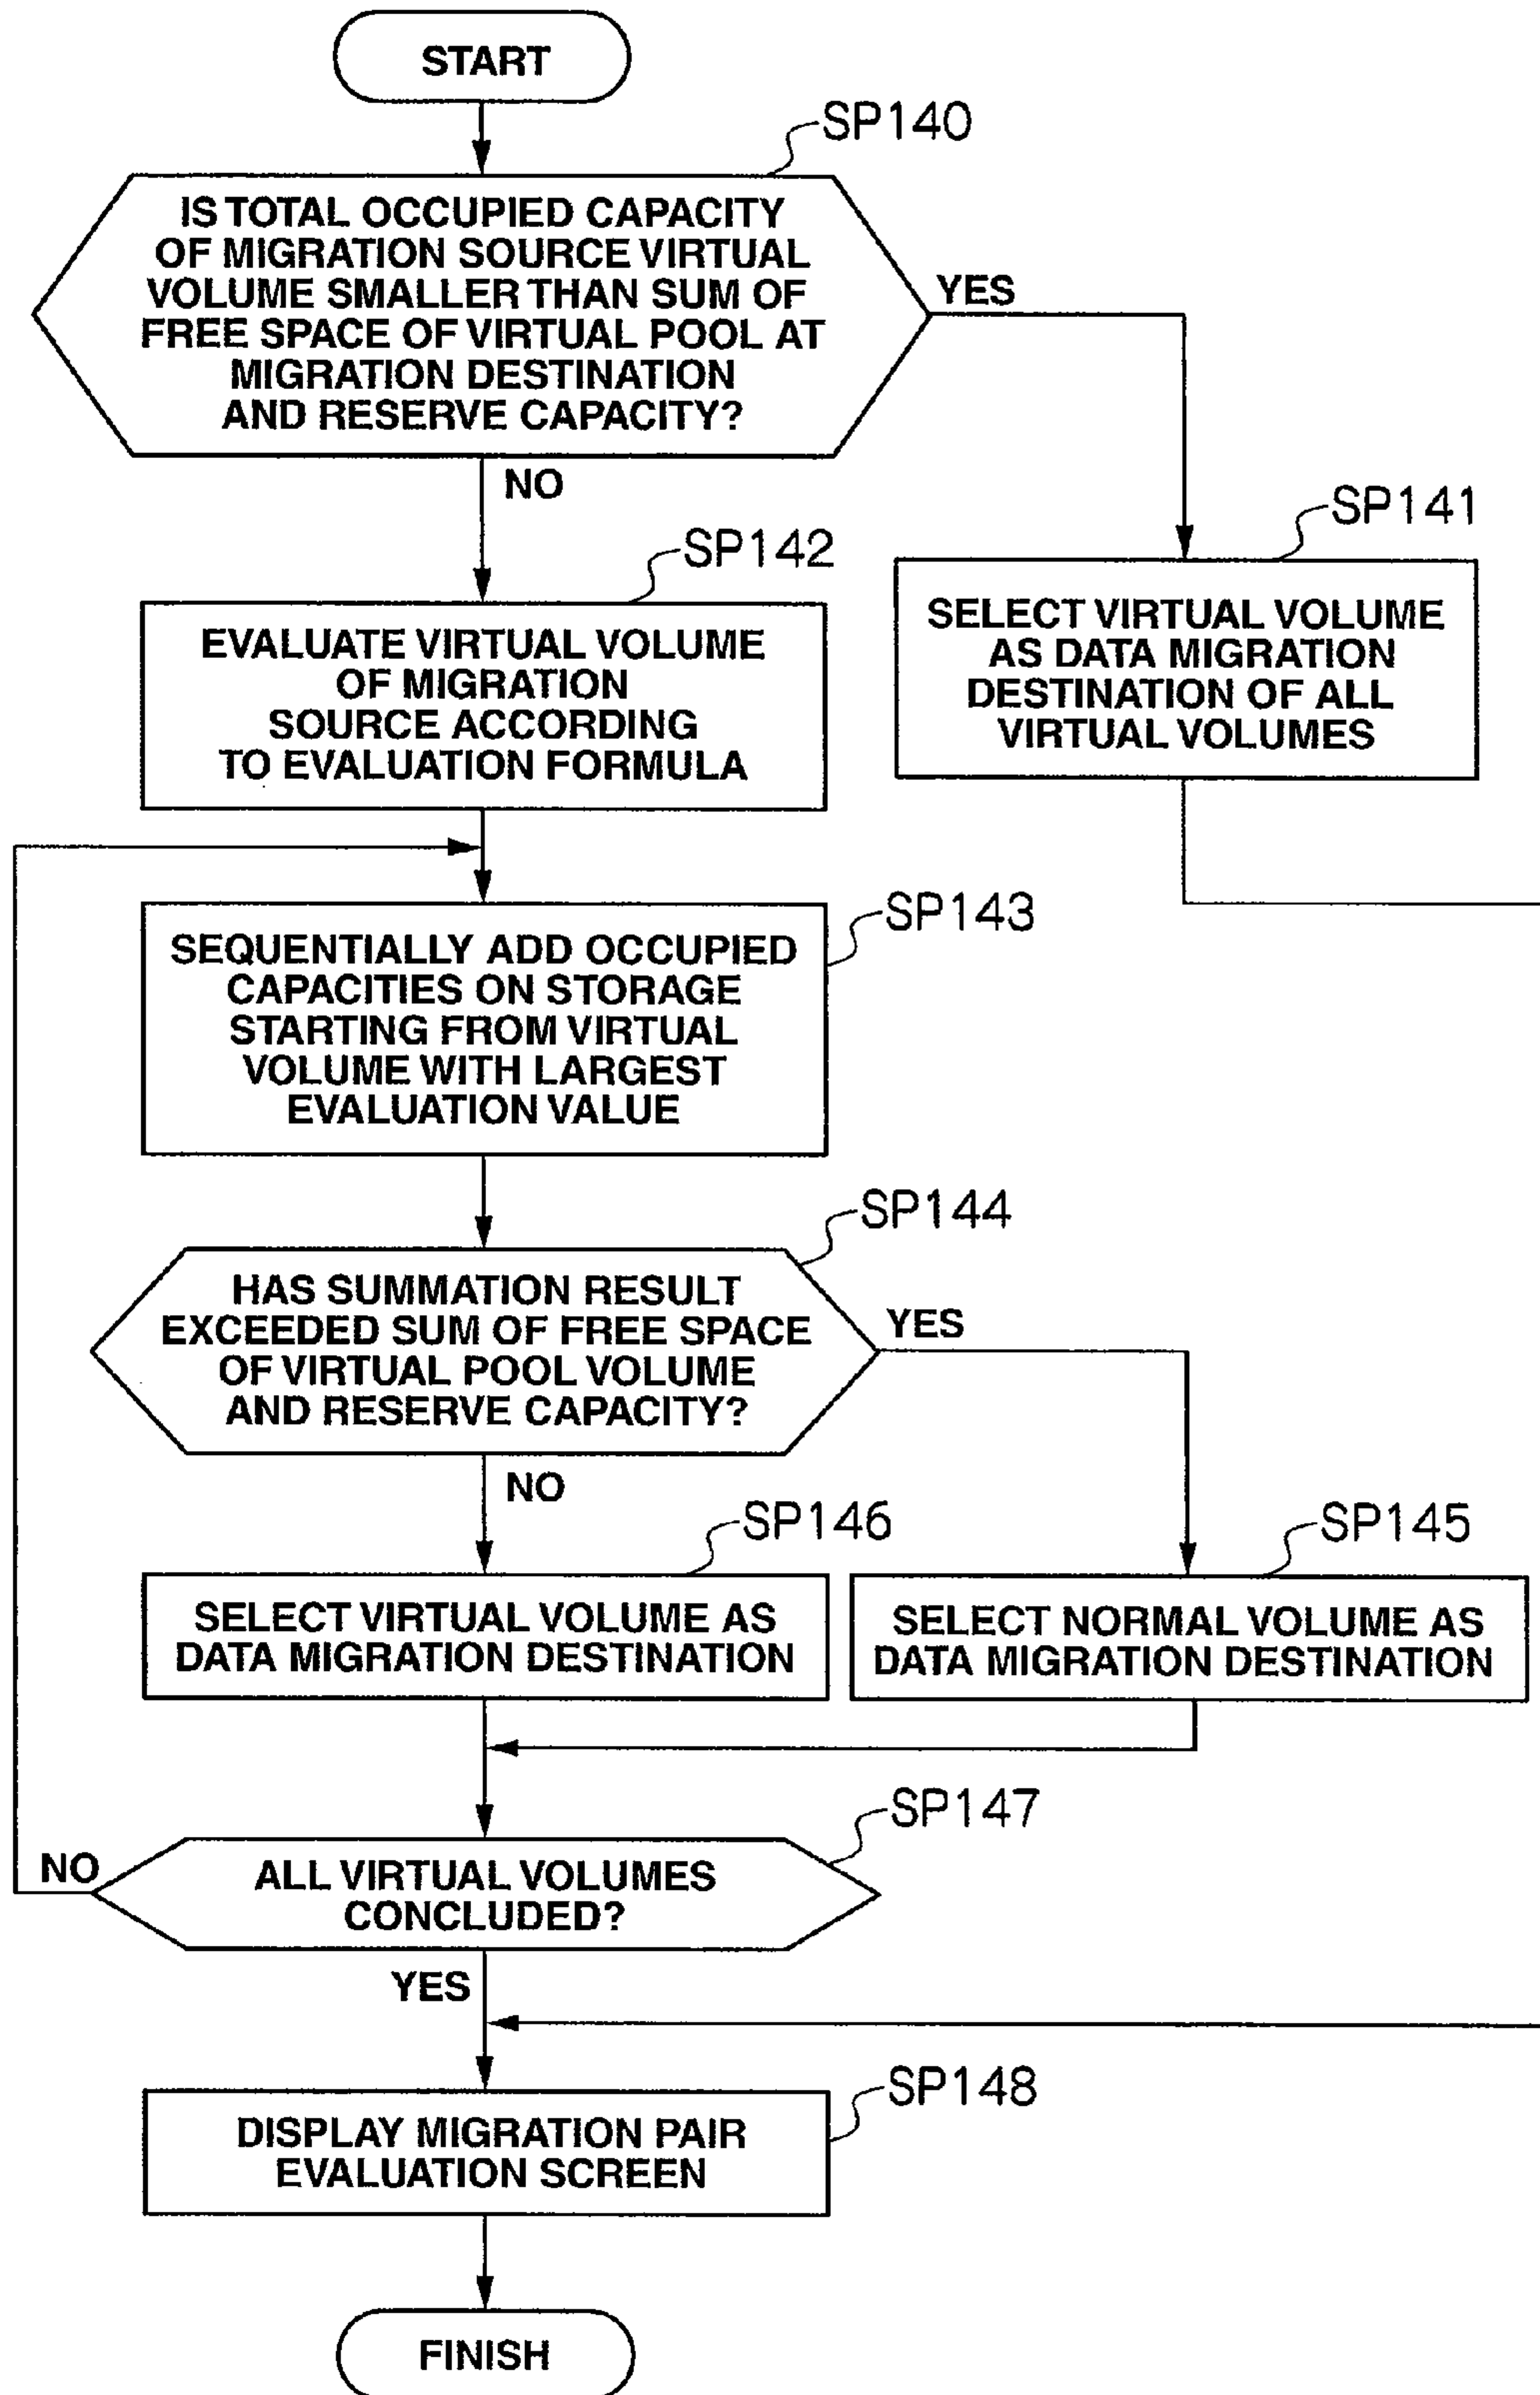 START
SP140
IS TOTAL OCCUPIED CAPACITY
OF MIGRATION SOURCE VIRTUAL
VOLUME SMALLER THAN SUM OF
FREE SPACE OF VIRTUAL POOL AT
MIGRATION DESTINATION
AND RESERVE CAPACITY?
YES
NO
SP141
SELECT VIRTUAL VOLUME
AS DATA MIGRATION
DESTINATION OF ALL
VIRTUAL VOLUMES
SP142
EVALUATE VIRTUAL VOLUME
OF MIGRATION
SOURCE ACCORDING
TO EVALUATION FORMULA
SP143
SEQUENTIALLY ADD OCCUPIED
CAPACITIES ON STORAGE
STARTING FROM VIRTUAL
VOLUME WITH LARGEST
EVALUATION VALUE
SP144
HAS SUMMATION RESULT
EXCEEDED SUM OF FREE SPACE
OF VIRTUAL POOL VOLUME
AND RESERVE CAPACITY?
YES
NO
SP146
SELECT VIRTUAL VOLUME AS
DATA MIGRATION DESTINATION
SP145
SELECT NORMAL VOLUME AS
DATA MIGRATION DESTINATION
SP147
NO
ALL VIRTUAL VOLUMES
CONCLUDED?
YES
SP148
DISPLAY MIGRATION PAIR
EVALUATION SCREEN
FINISH